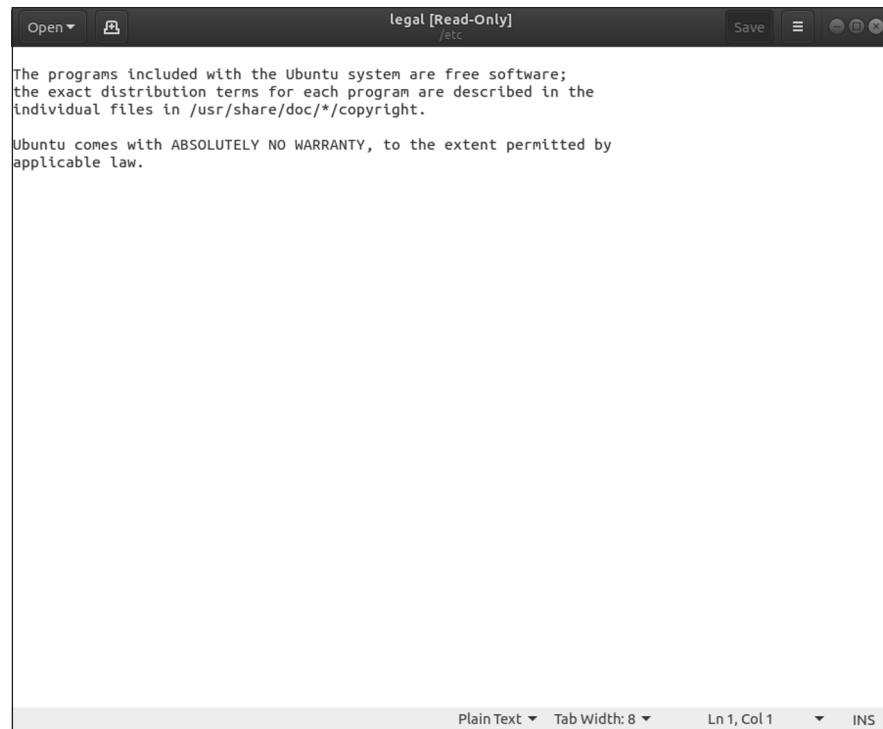 Open
legal [Read-Only]
/etc
Save
The programs included with the Ubuntu system are free software;
the exact distribution terms for each program are described in the
individual files in /usr/share/doc/*/copyright.
Ubuntu comes with ABSOLUTELY NO WARRANTY, to the extent permitted by
applicable law.
Plain Text Tab Width: 8 Ln 1, Col 1 INS